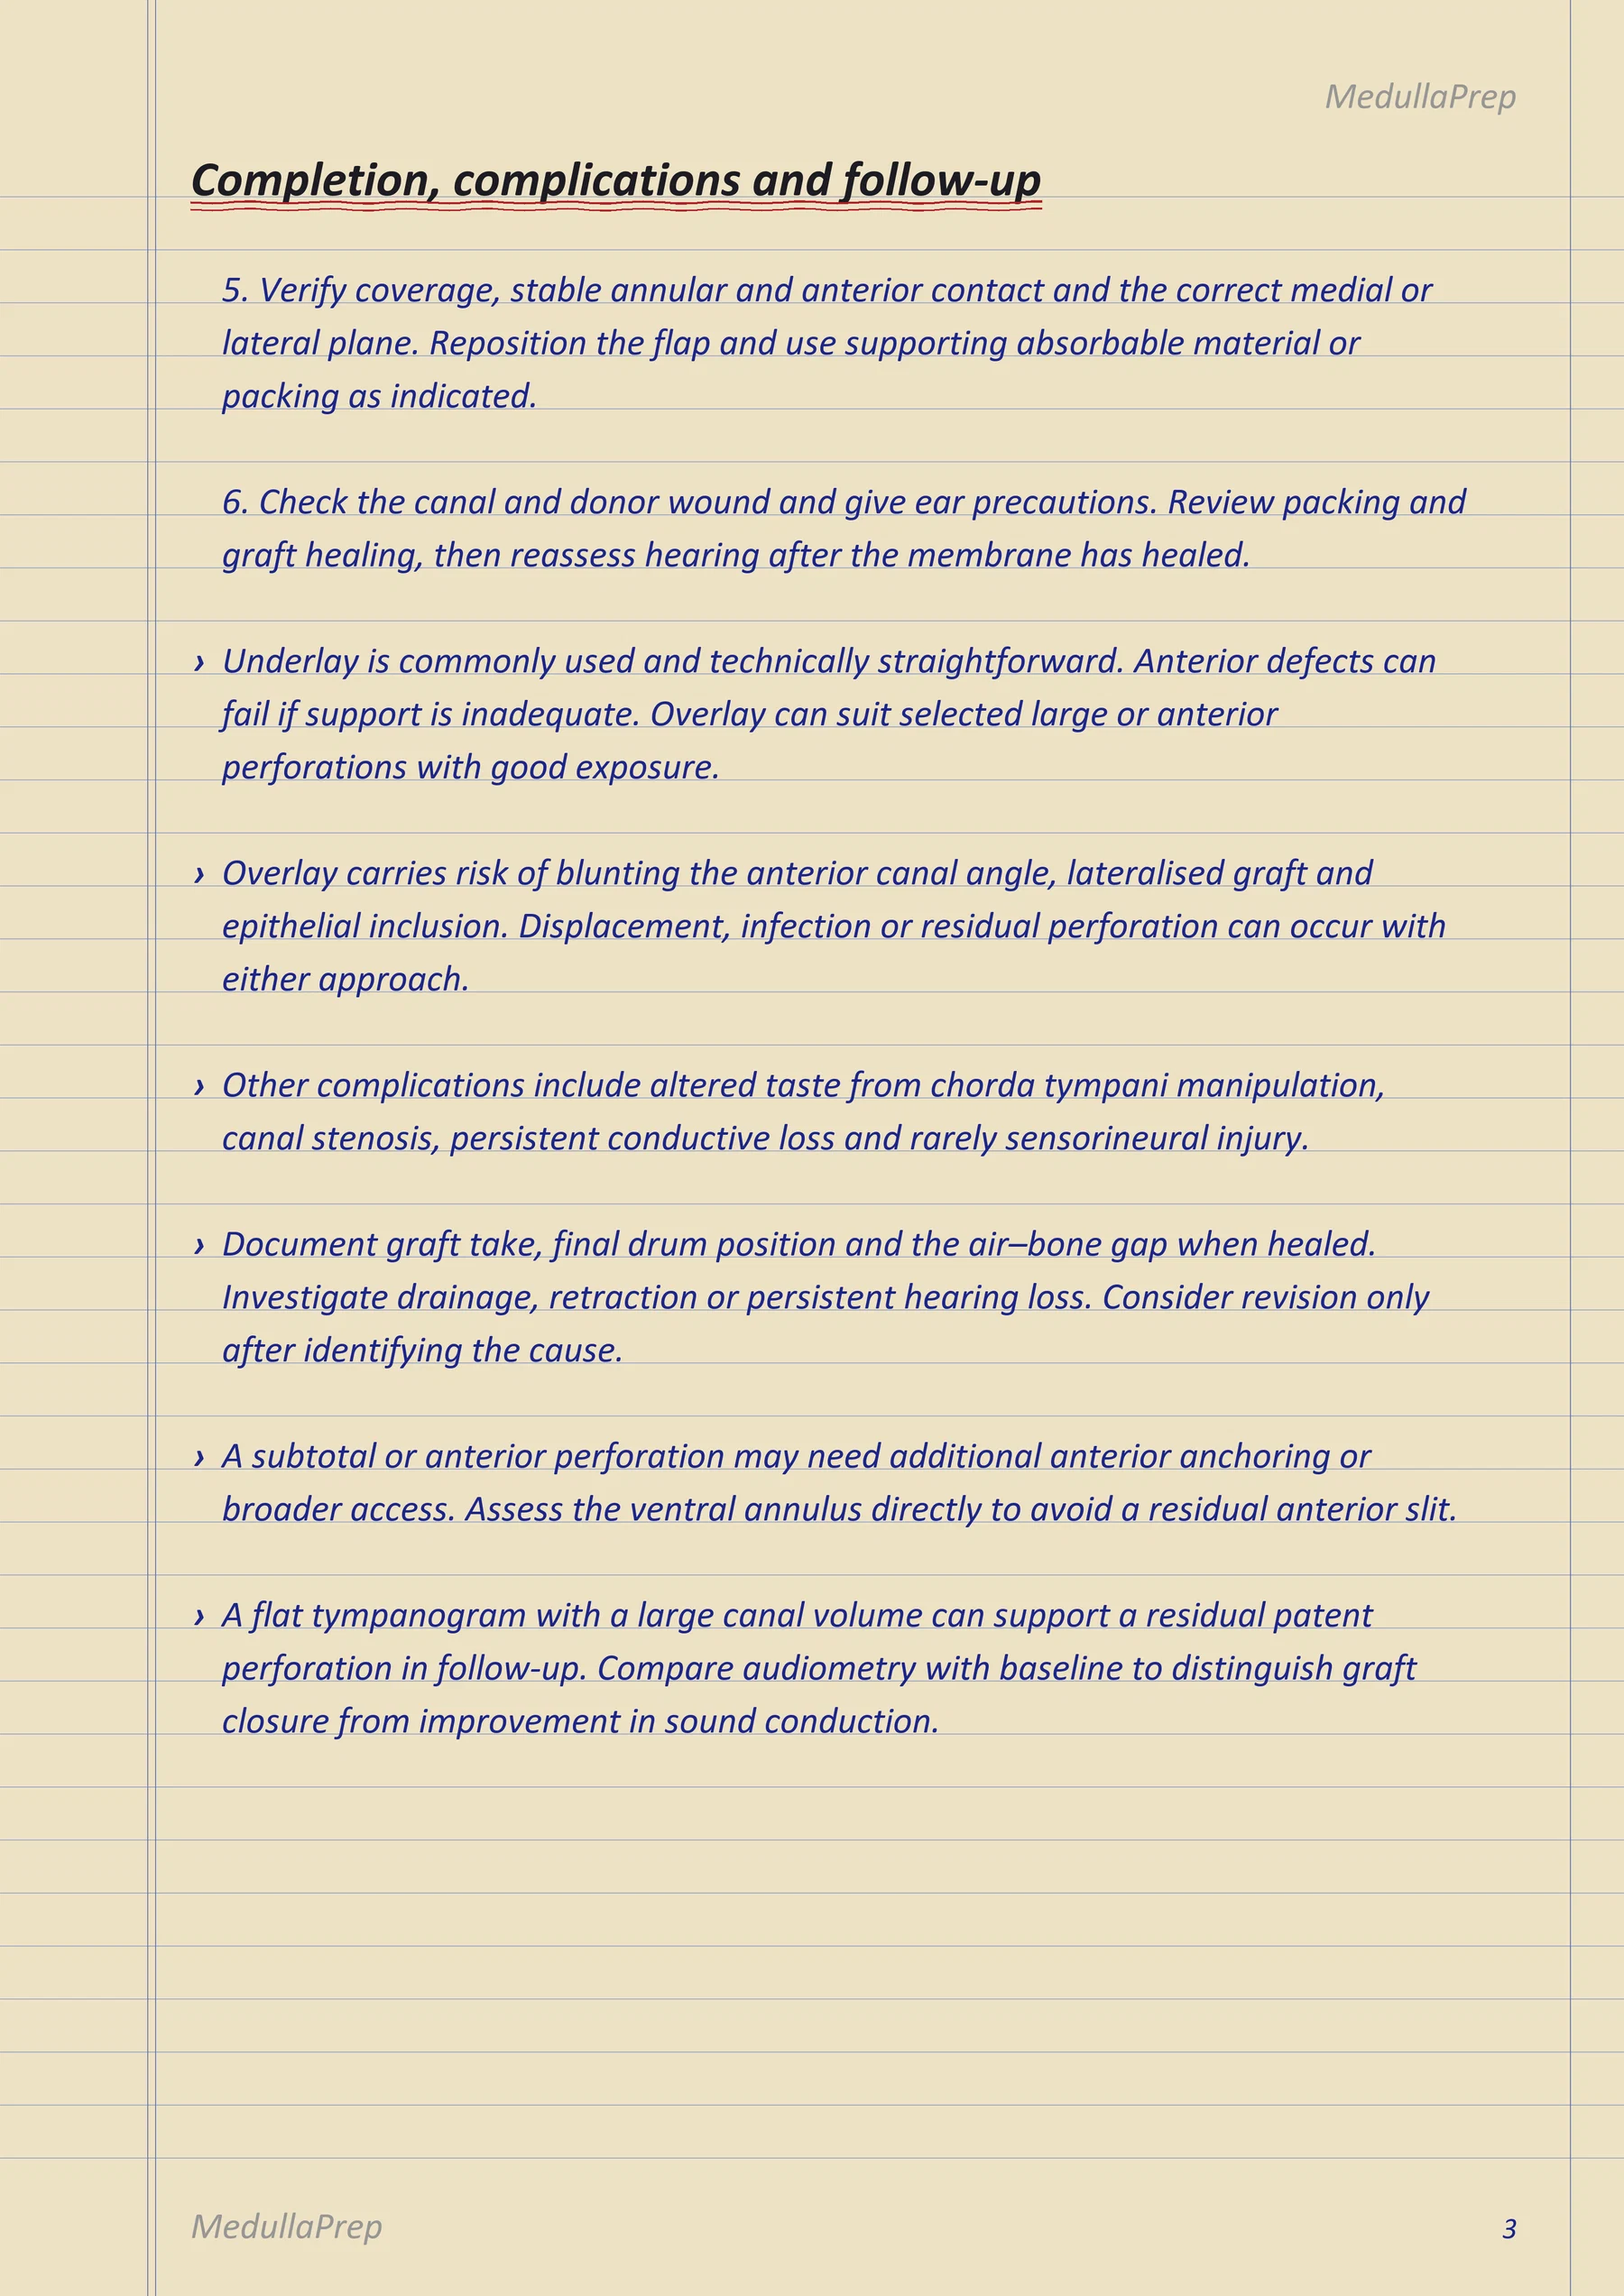 MedullaPrep
Completion, complications and follow-up
5. Verify coverage, stable annular and anterior contact and the correct medial or
lateral plane. Reposition the flap and use supporting absorbable material or
packing as indicated.
6. Check the canal and donor wound and give ear precautions. Review packing and
graft healing, then reassess hearing after the membrane has healed.
› Underlay is commonly used and technically straightforward. Anterior defects can
fail if support is inadequate. Overlay can suit selected large or anterior
perforations with good exposure.
› Overlay carries risk of blunting the anterior canal angle, lateralised graft and
epithelial inclusion. Displacement, infection or residual perforation can occur with
either approach.
› Other complications include altered taste from chorda tympani manipulation,
canal stenosis, persistent conductive loss and rarely sensorineural injury.
› Document graft take, final drum position and the air–bone gap when healed.
Investigate drainage, retraction or persistent hearing loss. Consider revision only
after identifying the cause.
› A subtotal or anterior perforation may need additional anterior anchoring or
broader access. Assess the ventral annulus directly to avoid a residual anterior slit.
› A flat tympanogram with a large canal volume can support a residual patent
perforation in follow-up. Compare audiometry with baseline to distinguish graft
closure from improvement in sound conduction.
MedullaPrep
3